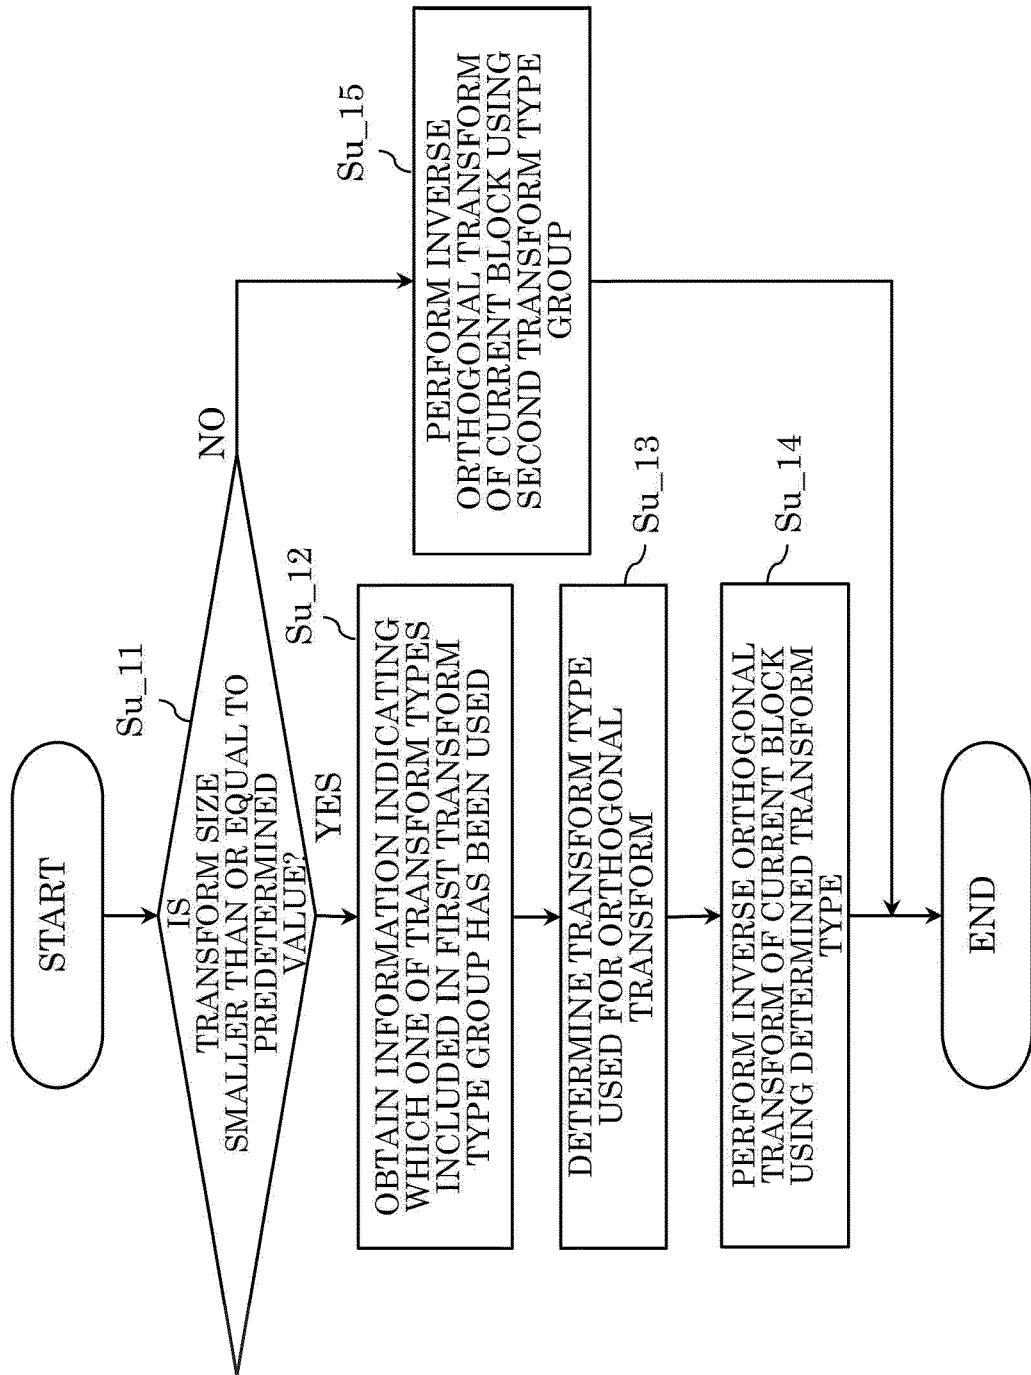 START
Su_11
IS
TRANSFORM SIZE
SMALLER THAN OR EQUAL TO
PREDETERMINED
VALUE?
NO
YES
Su_12
OBTAIN INFORMATION INDICATING
WHICH ONE OF TRANSFORM TYPES
INCLUDED IN FIRST TRANSFORM
TYPE GROUP HAS BEEN USED
Su_13
DETERMINE TRANSFORM TYPE
USED FOR ORTHOGONAL
TRANSFORM
Su_14
PERFORM INVERSE ORTHOGONAL
TRANSFORM OF CURRENT BLOCK
USING DETERMINED TRANSFORM
TYPE
Su_15
PERFORM INVERSE
ORTHOGONAL TRANSFORM
OF CURRENT BLOCK USING
SECOND TRANSFORM TYPE
GROUP
END